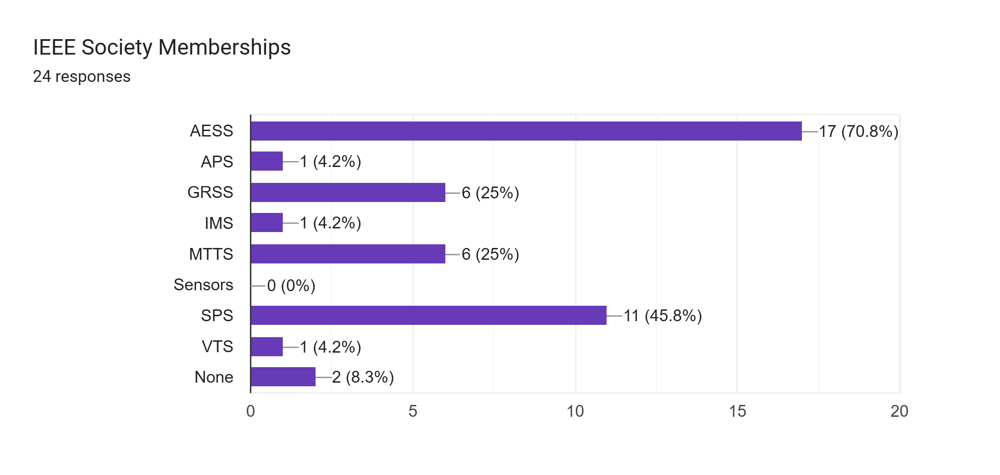 IEEE Society Memberships
24 responses
AESS 17 (70.8%)
APS 1 (4.2%)
GRSS 6 (25%)
IMS 1 (4.2%)
MTTS 6 (25%)
Sensors 0 (0%)
SPS 11 (45.8%)
VTS 1 (4.2%)
None 2 (8.3%)
0 5 10 15 20